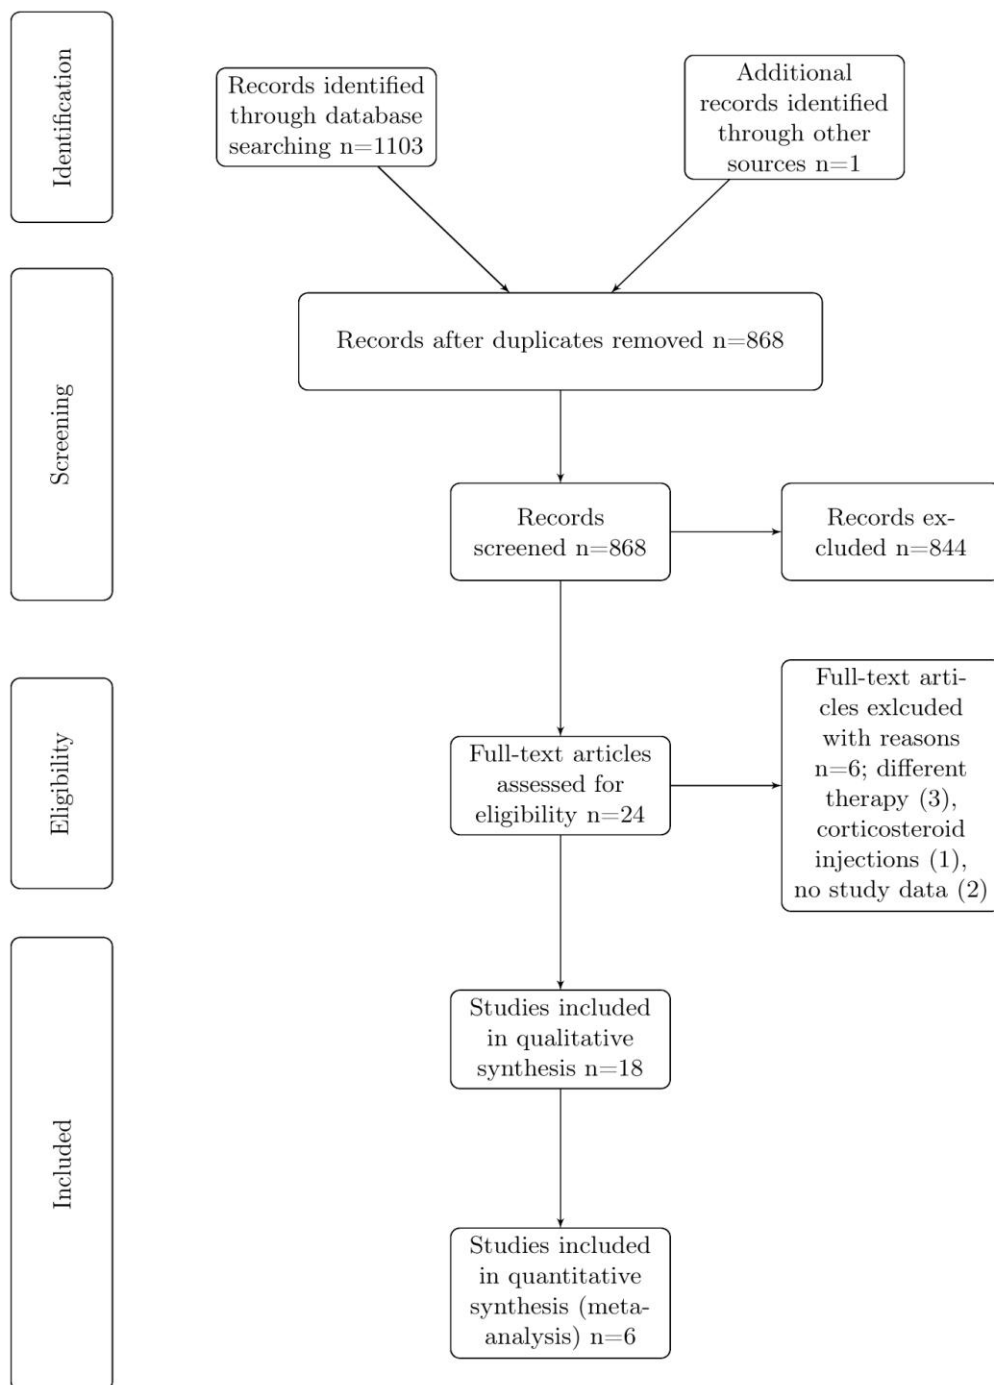 Identification
Records identified
through database
searching n=1103
Additional
records identified
through other
sources n=1
Screening
Records after duplicates removed n=868
Records
screened n=868
Records ex-
cluded n=844
Eligibility
Full-text articles
assessed for
eligibility n=24
Full-text arti-
cles exlcuded
with reasons
n=6; different
therapy (3),
corticosteroid
injections (1),
no study data (2)
Included
Studies included
in qualitative
synthesis n=18
Studies included
in quantitative
synthesis (meta-
analysis) n=6